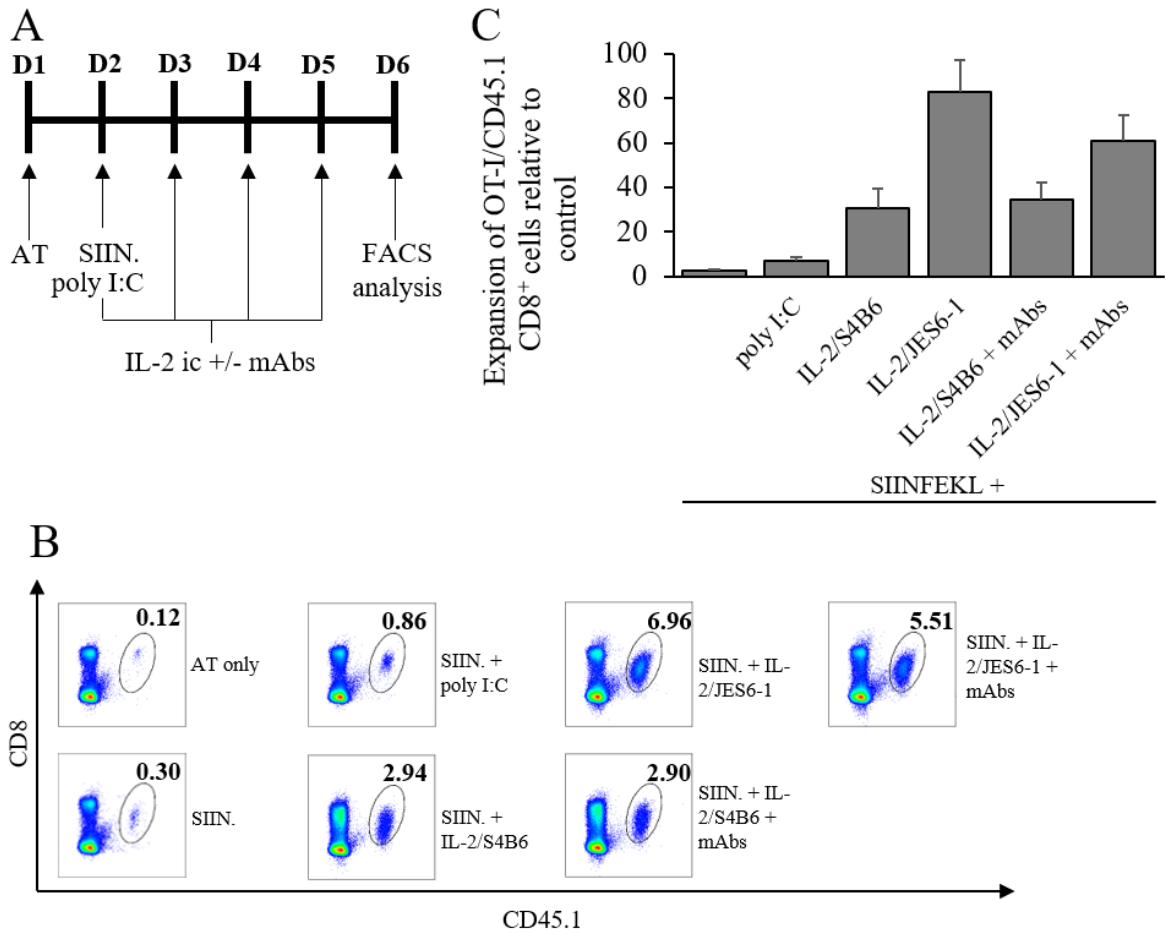 A
D1 D2 D3 D4 D5 D6
AT
SIIN.
poly I:C
FACS
analysis
IL-2 ic +/- mAbs
C
Expansion of OT-I/CD45.1
CD8⁺ cells relative to
control
100
80
60
40
20
0
poly I:C
IL-2/S4B6
IL-2/JES6-1
IL-2/S4B6 + mAbs
IL-2/JES6-1 + mAbs
SIINFEKL +
B
CD8
0.12
AT only
0.86
SIIN. +
poly I:C
6.96
SIIN. + IL-
2/JES6-1
5.51
SIIN. + IL-
2/JES6-1 +
mAbs
0.30
SIIN.
2.94
SIIN. +
IL-2/S4B6
2.90
SIIN. + IL-
2/S4B6 +
mAbs
CD45.1